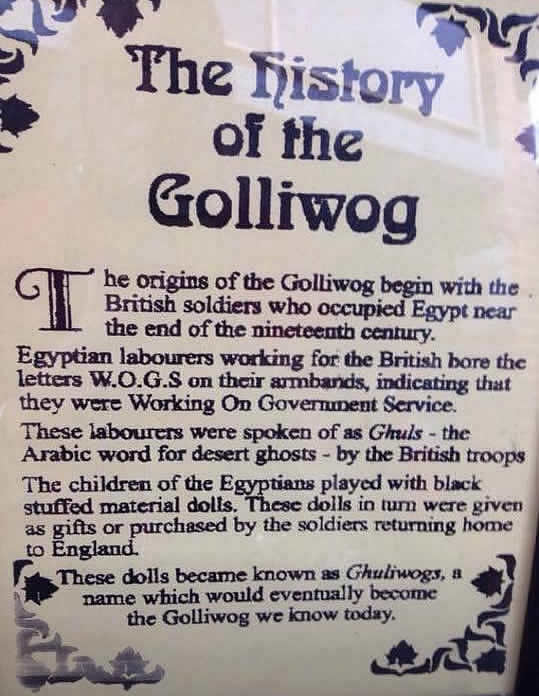 The History
of the
Golliwog
The origins of the Golliwog begin with the
British soldiers who occupied Egypt near
the end of the nineteenth century.
Egyptian labourers working for the British bore the
letters W.O.G.S on their armbands, indicating that
they were Working On Government Service.
These labourers were spoken of as Ghuls - the
Arabic word for desert ghosts - by the British troops
The children of the Egyptians played with black
stuffed material dolls. These dolls in turn were given
as gifts or purchased by the soldiers returning home
to England.
These dolls became known as Ghuliwogs, a
name which would eventually become
the Golliwog we know today.